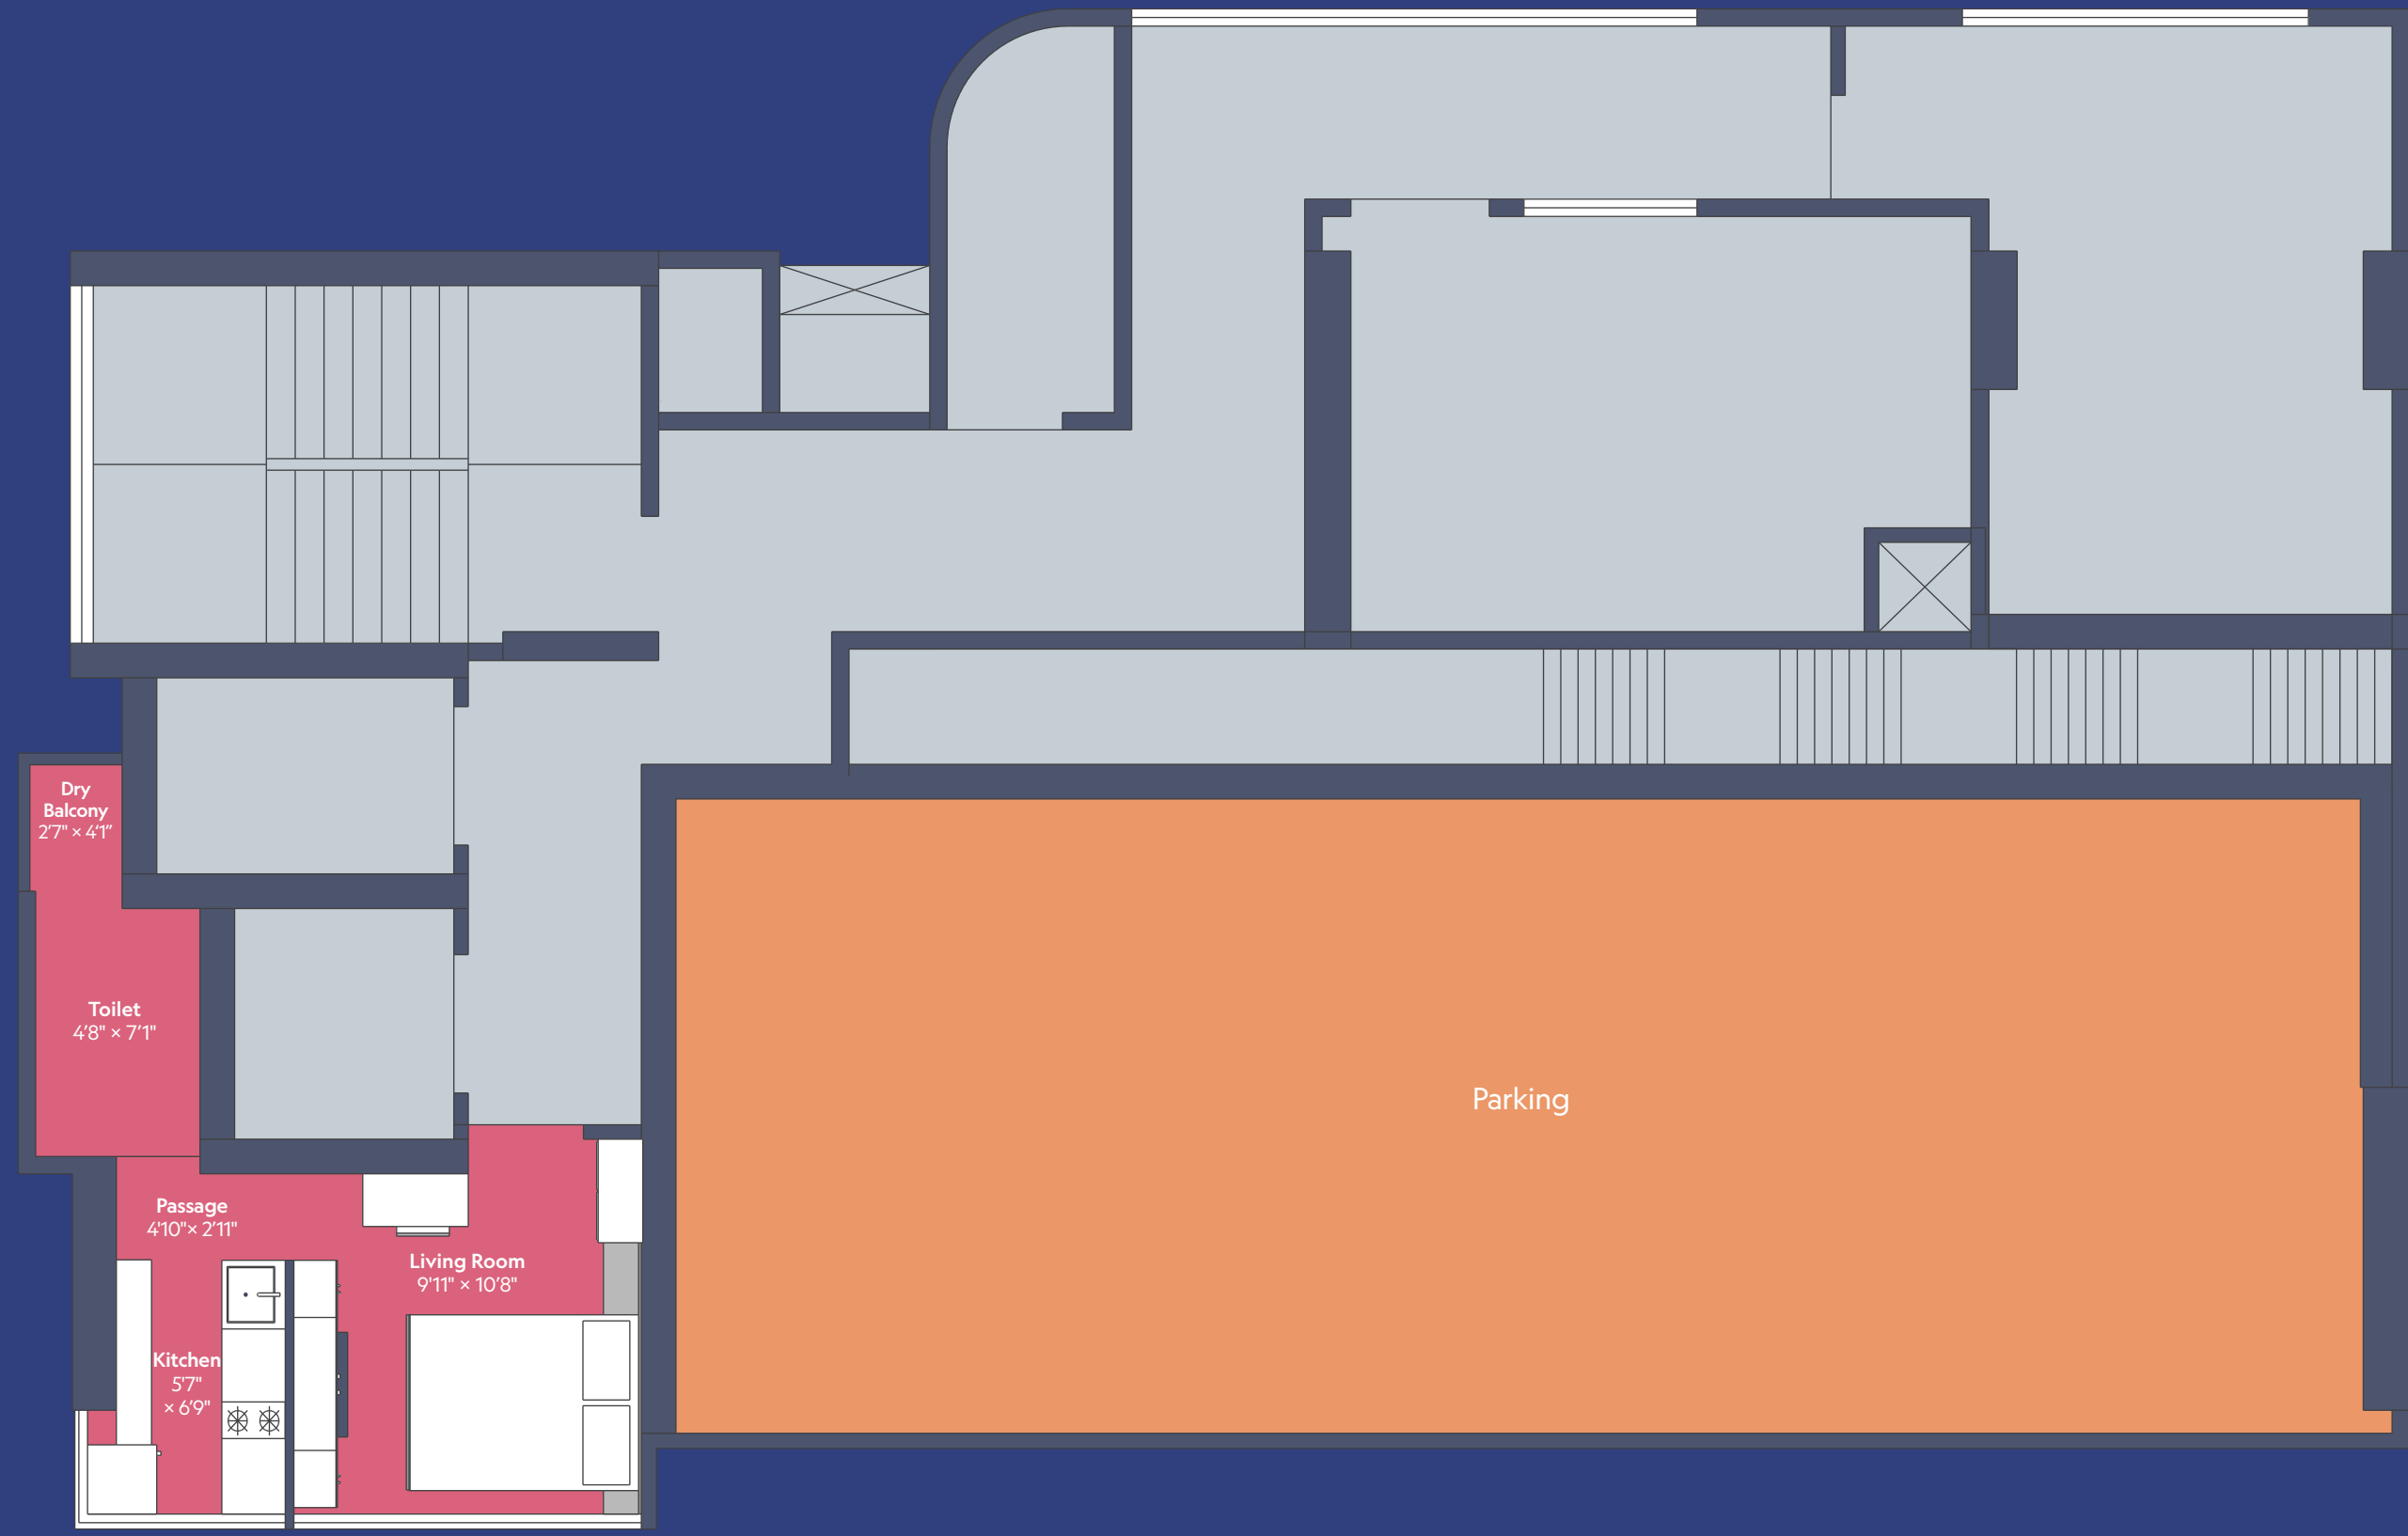 Dry
Balcony
2'7" × 4'1"
Toilet
4'8" × 7'1"
Passage
4'10"× 2'11"
Living Room
9'11" × 10'8"
Kitchen
5'7"
× 6'9"
Parking